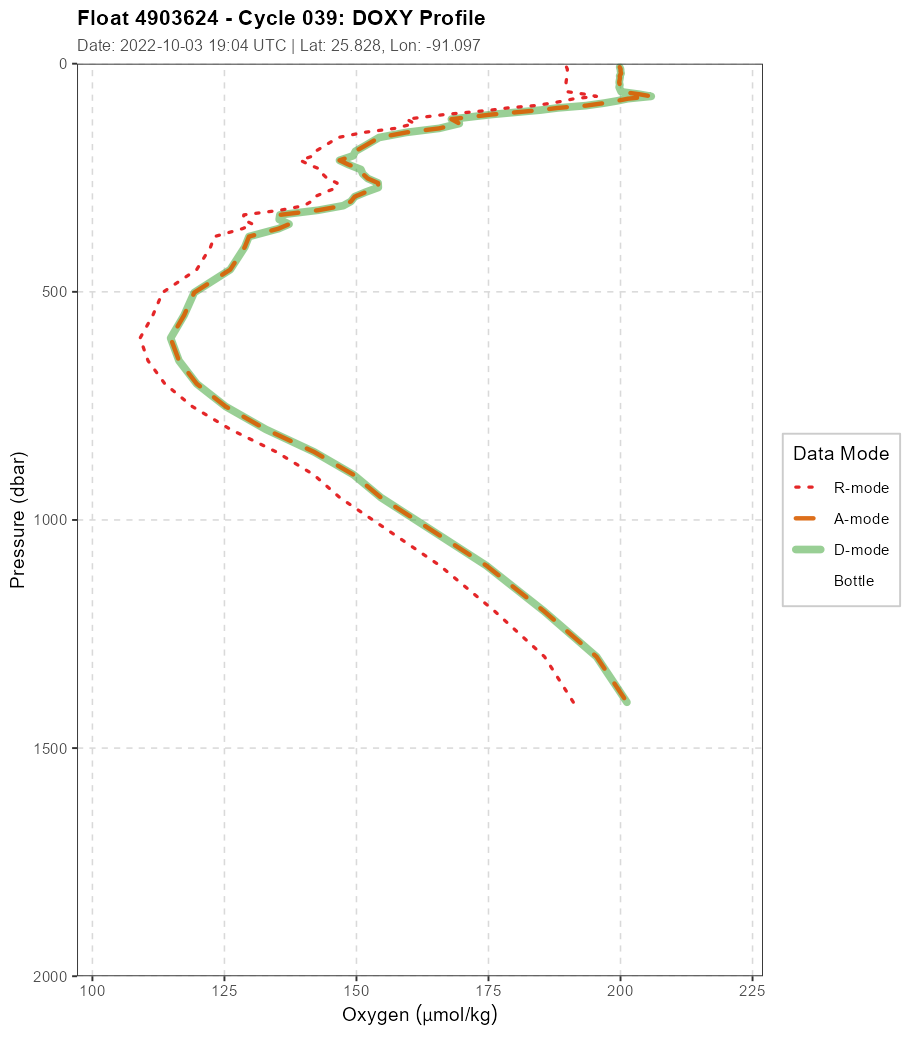 Float 4903624 - Cycle 039: DOXY Profile
Date: 2022-10-03 19:04 UTC | Lat: 25.828, Lon: -91.097
0
500
1000
1500
2000
Pressure (dbar)
100 125 150 175 200 225
Oxygen (μmol/kg)
Data Mode
R-mode
A-mode
D-mode
Bottle